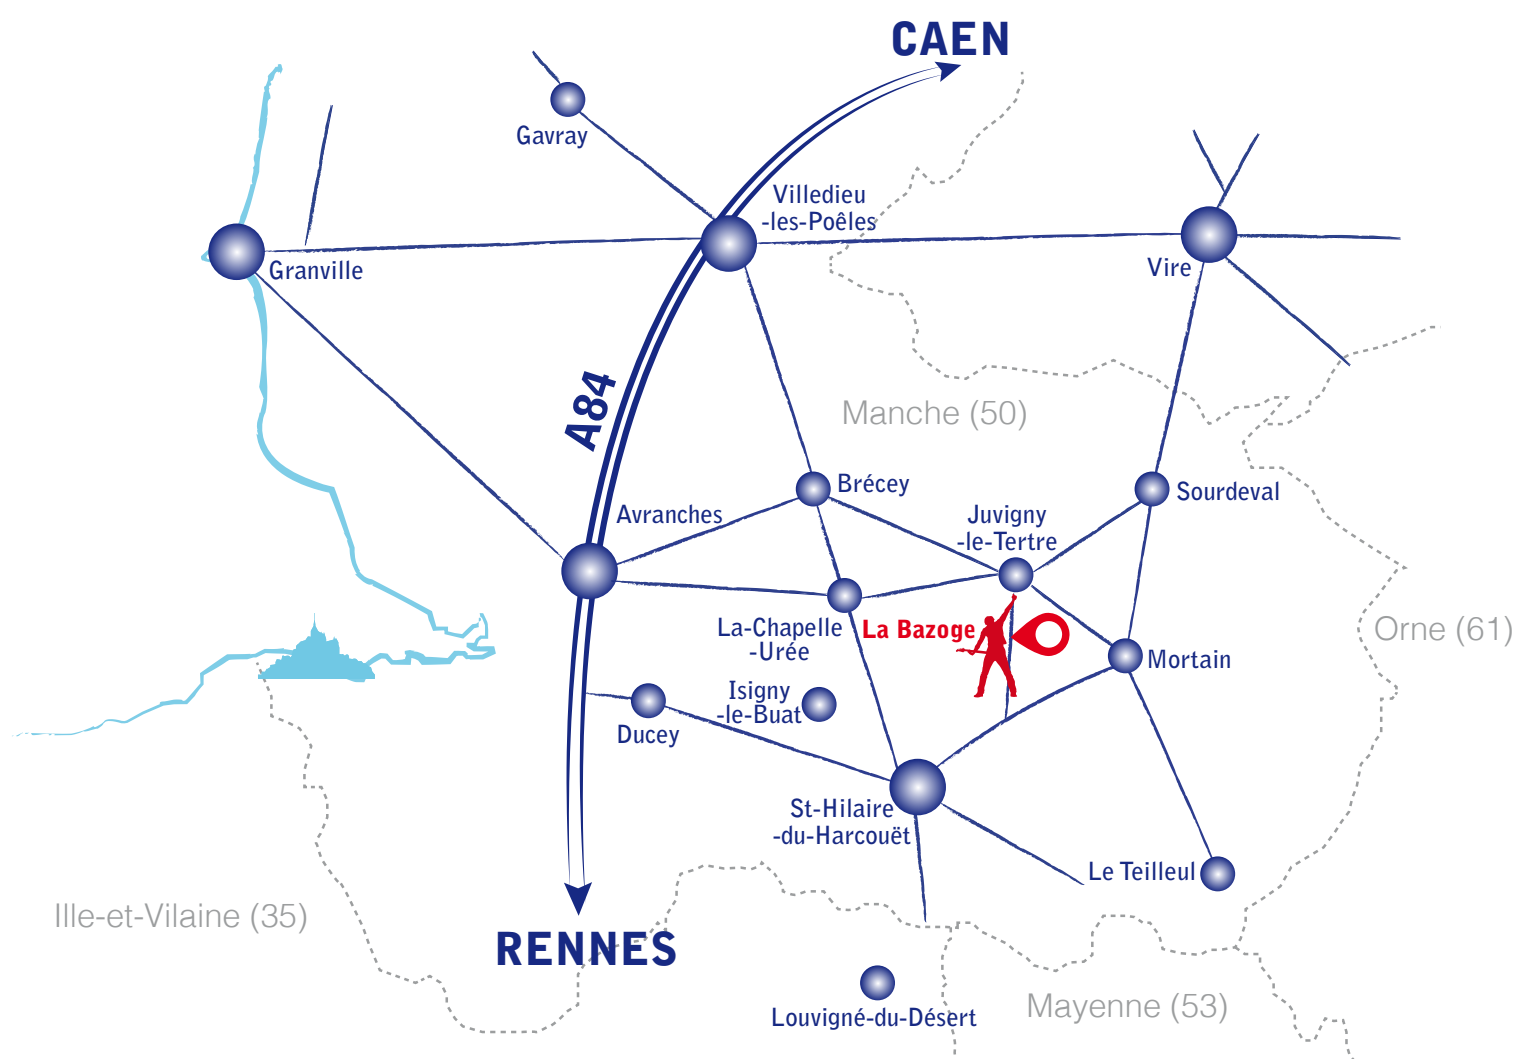 CAEN
Gavray
Villedieu
-les-Poêles
Granville
Vire
A84
Manche (50)
Brécey
Sourdeval
Avranches
Juvigny
-le-Tertre
La-Chapelle
-Urée
La Bazoge
Orne (61)
Mortain
Isigny
-le-Buat
Ducey
St-Hilaire
-du-Harcouët
Le Teilleul
Ille-et-Vilaine (35)
RENNES
Mayenne (53)
Louvigné-du-Désert